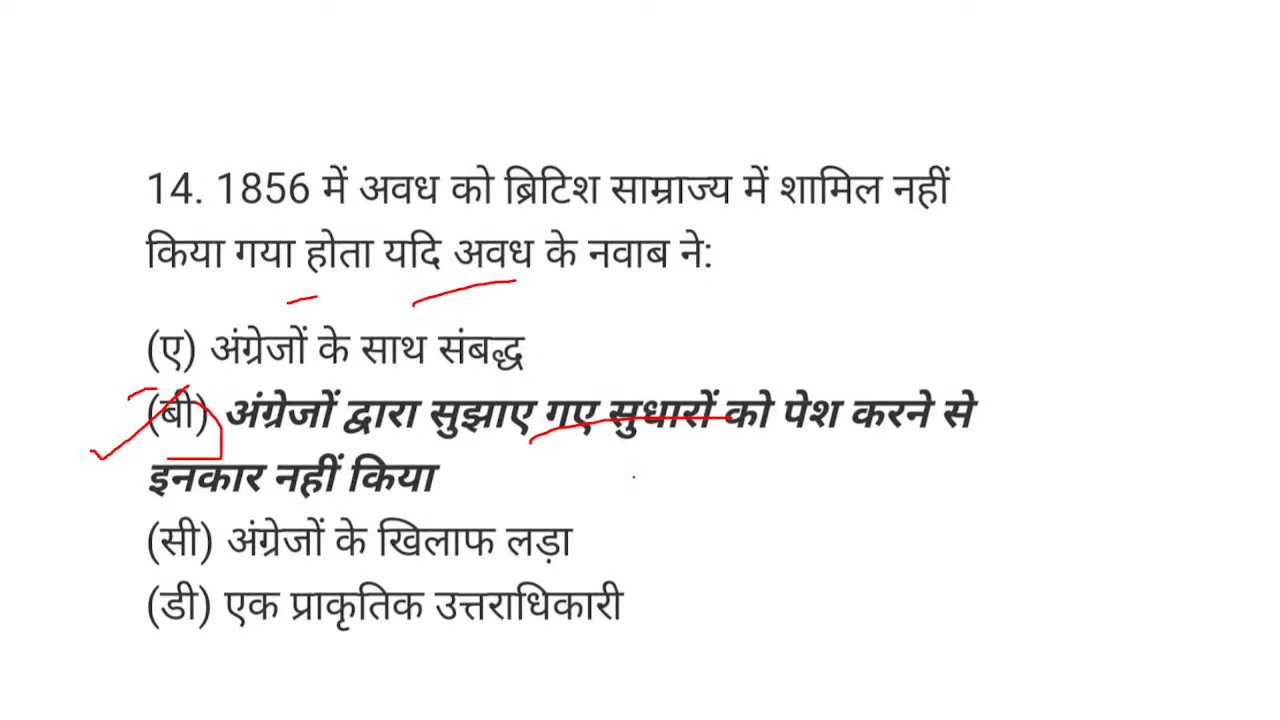 14. 1856 में अवध को ब्रिटिश साम्राज्य में शामिल नहीं
किया गया होता यदि अवध के नवाब ने:
(ए) अंग्रेजों के साथ संबद्ध
(बी) अंग्रेजों द्वारा सुझाए गए सुधारों को पेश करने से
इनकार नहीं किया
(सी) अंग्रेजों के खिलाफ लड़ा
(डी) एक प्राकृतिक उत्तराधिकारी